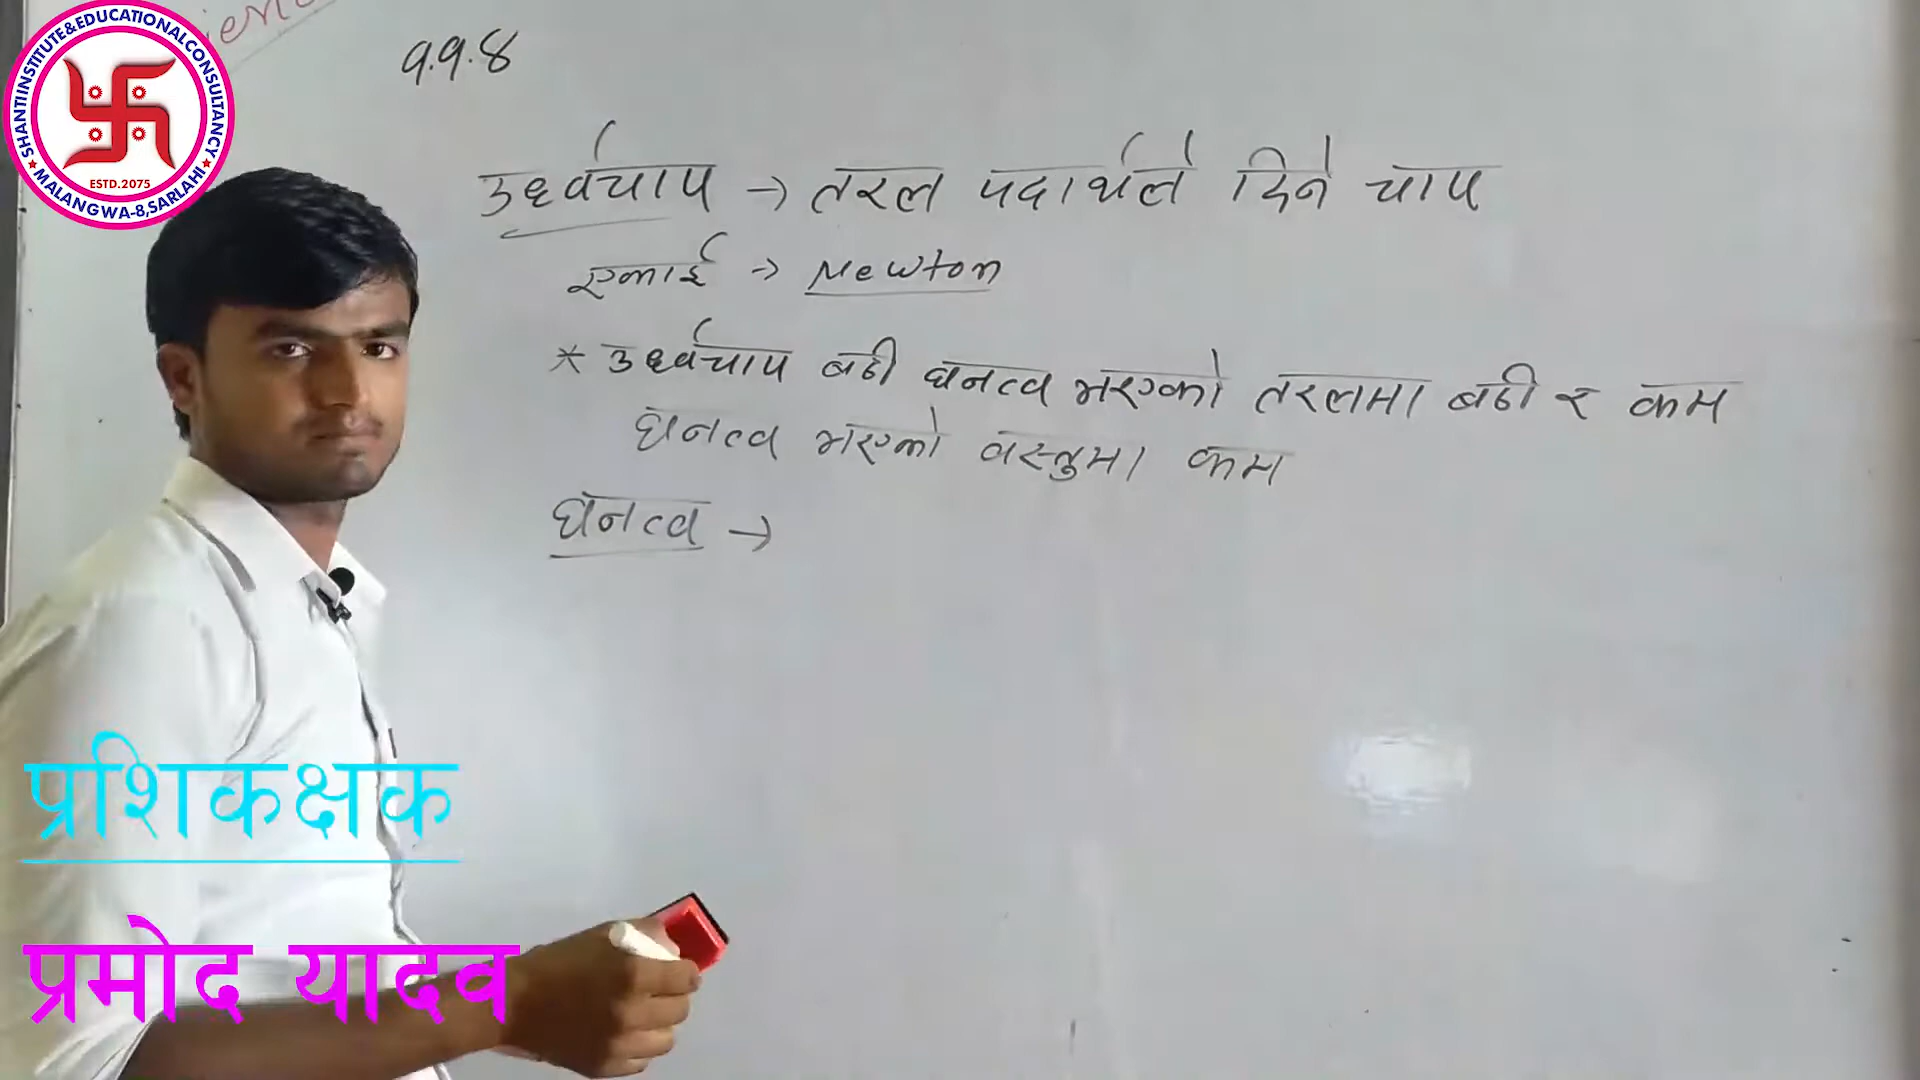 SHANTI INSTITUTE & EDUCATIONAL CONSULTANCY
ESTD.2075
★ MALANGWA-8, SARLAHI ★
१.१.४
उर्ध्वचाप → तरल पदार्थले दिने चाप
एकाई → Newton
* उर्ध्वचाप बढी घनत्व भएको तरलमा बढी र कम
घनत्व भएको वस्तुमा कम
घनत्व →
प्रशिकक्षक
प्रमोद यादव